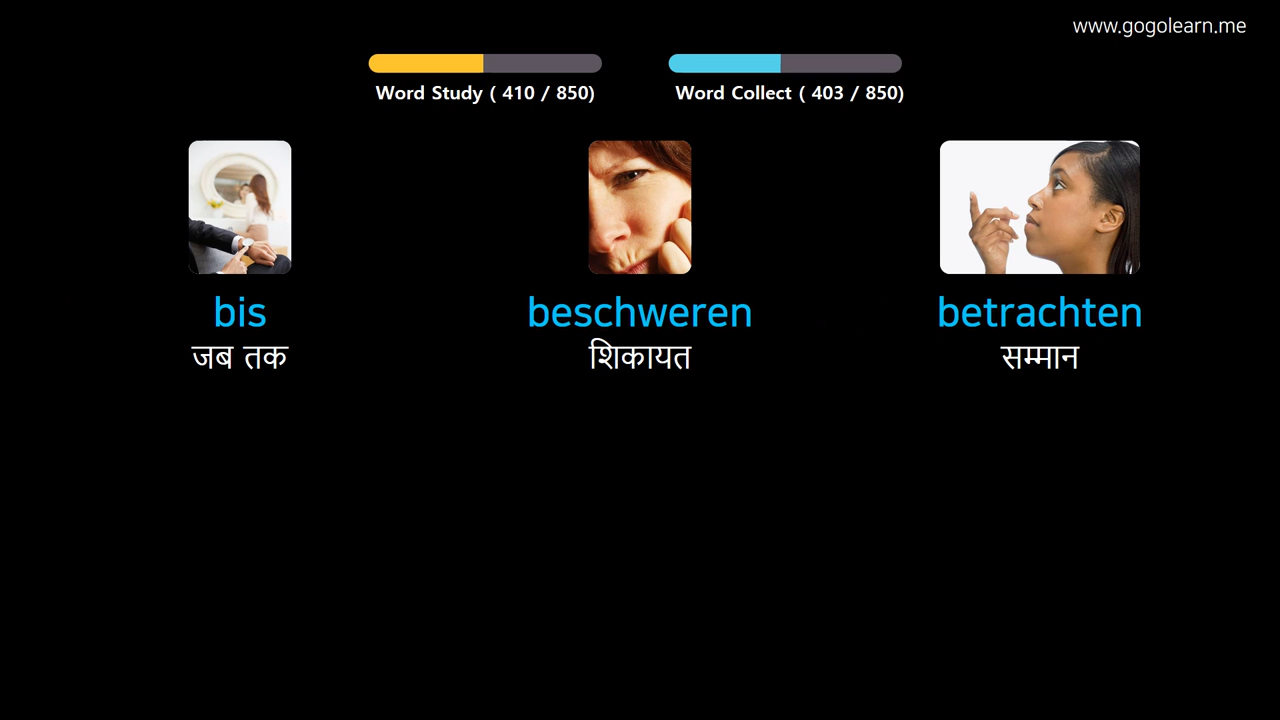 www.gogolearn.me
Word Study ( 410 / 850)
Word Collect ( 403 / 850)
bis
जब तक
beschweren
शिकायत
betrachten
सम्मान